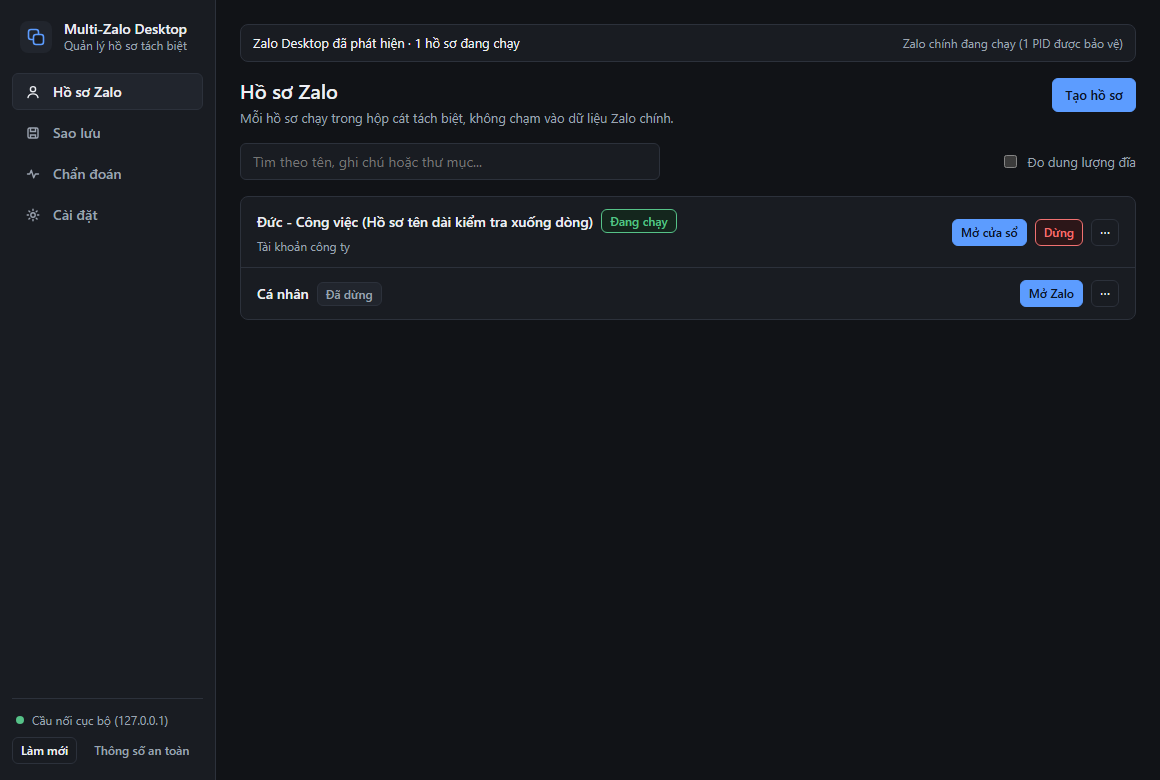 Multi-Zalo Desktop
Quản lý hồ sơ tách biệt
Hồ sơ Zalo
Sao lưu
Chẩn đoán
Cài đặt
Cầu nối cục bộ (127.0.0.1)
Làm mới
Thông số an toàn
Zalo Desktop đã phát hiện · 1 hồ sơ đang chạy
Zalo chính đang chạy (1 PID được bảo vệ)
Hồ sơ Zalo
Mỗi hồ sơ chạy trong hộp cát tách biệt, không chạm vào dữ liệu Zalo chính.
Tạo hồ sơ
Tìm theo tên, ghi chú hoặc thư mục...
Đo dung lượng đĩa
Đức - Công việc (Hồ sơ tên dài kiểm tra xuống dòng) Đang chạy
Tài khoản công ty
Mở cửa sổ Dừng ...
Cá nhân Đã dừng
Mở Zalo ...